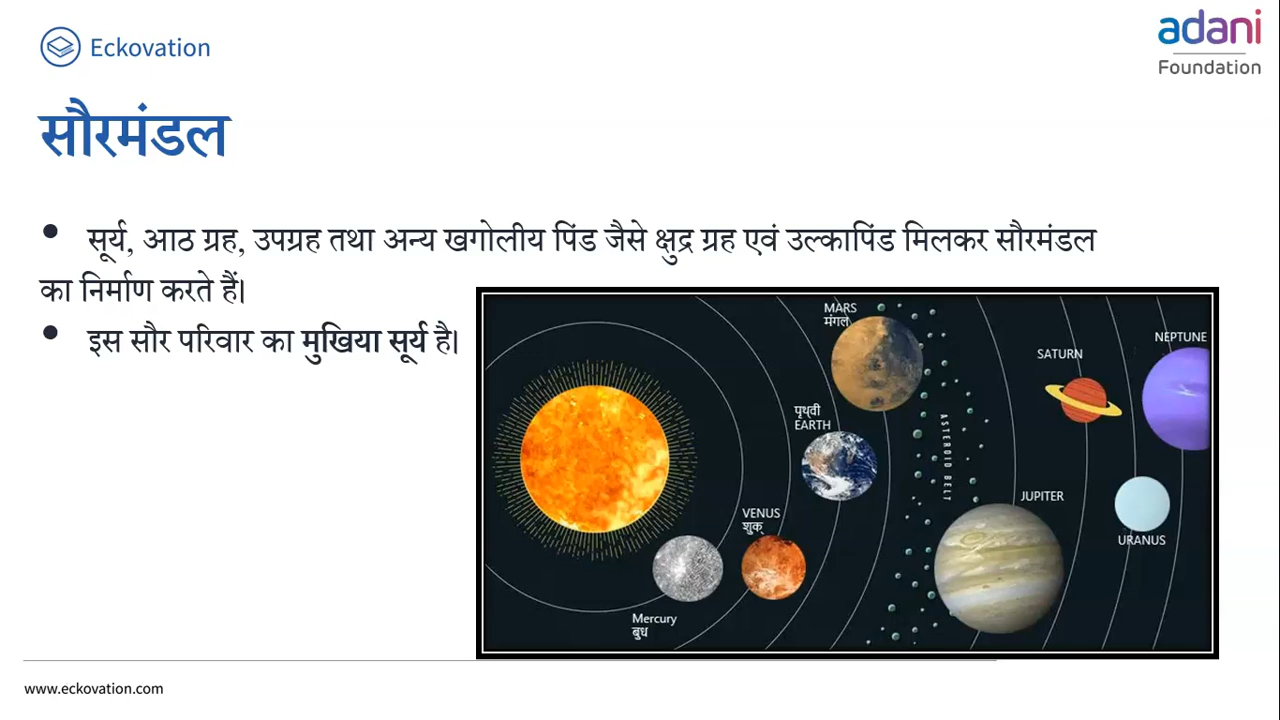 Eckovation
adani
Foundation
सौरमंडल
• सूर्य, आठ ग्रह, उपग्रह तथा अन्य खगोलीय पिंड जैसे क्षुद्र ग्रह एवं उल्कापिंड मिलकर सौरमंडल
का निर्माण करते हैं।
• इस सौर परिवार का मुखिया सूर्य है।
MARS
मंगल
NEPTUNE
SATURN
पृथ्वी
EARTH
ASTEROID BELT
JUPITER
VENUS
शुक्
URANUS
Mercury
बुध
www.eckovation.com